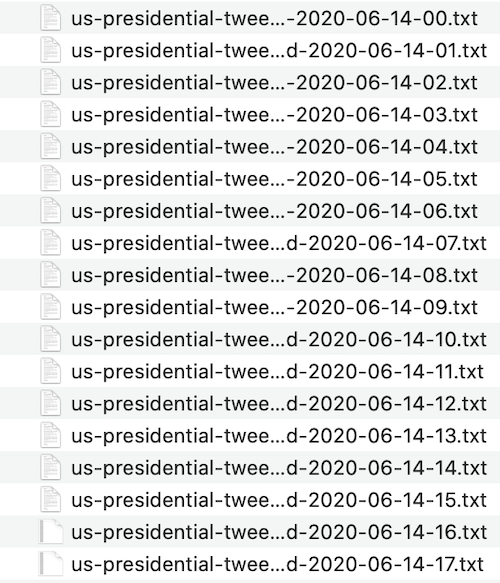 us-presidential-twee...-2020-06-14-00.txt
us-presidential-twee...d-2020-06-14-01.txt
us-presidential-twee...-2020-06-14-02.txt
us-presidential-twee...-2020-06-14-03.txt
us-presidential-twee...-2020-06-14-04.txt
us-presidential-twee...-2020-06-14-05.txt
us-presidential-twee...-2020-06-14-06.txt
us-presidential-twee...d-2020-06-14-07.txt
us-presidential-twee...-2020-06-14-08.txt
us-presidential-twee...-2020-06-14-09.txt
us-presidential-twee...d-2020-06-14-10.txt
us-presidential-twee...d-2020-06-14-11.txt
us-presidential-twee...d-2020-06-14-12.txt
us-presidential-twee...d-2020-06-14-13.txt
us-presidential-twee...d-2020-06-14-14.txt
us-presidential-twee...d-2020-06-14-15.txt
us-presidential-twee...d-2020-06-14-16.txt
us-presidential-twee...d-2020-06-14-17.txt